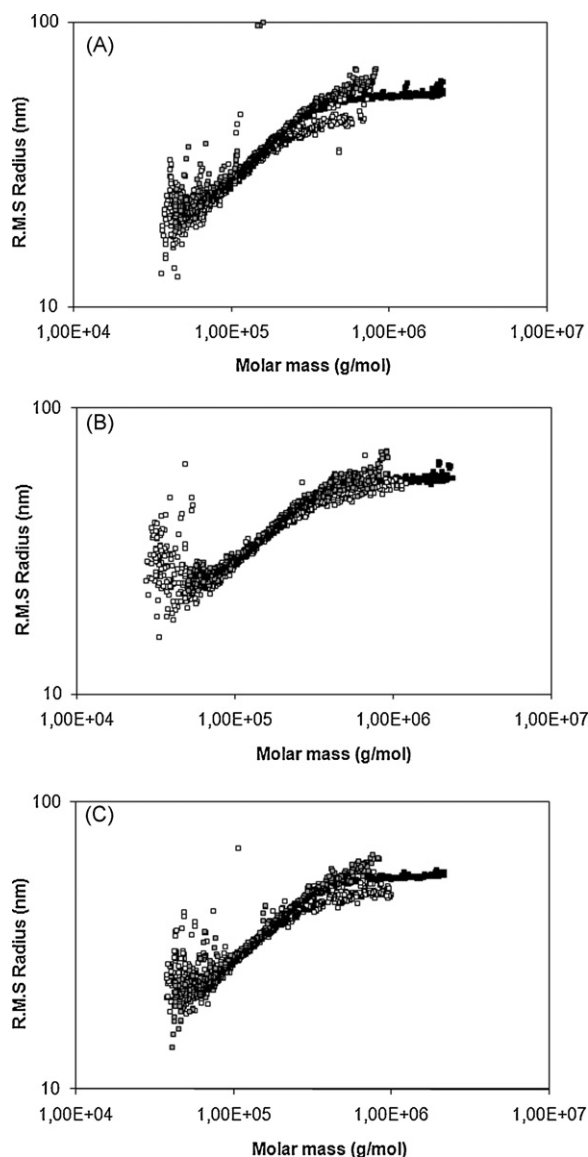 (A)
100
R.M.S Radius (nm)
10
1,00E+04 1,00E+05 1,00E+06 1,00E+07
Molar mass (g/mol)
(B)
100
R.M.S Radius (nm)
10
1,00E+04 1,00E+05 1,00E+06 1,00E+07
Molar mass (g/mol)
(C)
100
R.M.S Radius (nm)
10
1,00E+04 1,00E+05 1,00E+06 1,00E+07
Molar mass (g/mol)